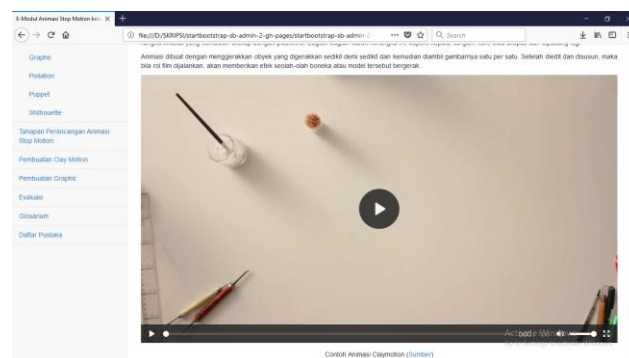 E-Modul Animasi Stop Motion kela
file:///D:/SKRIPSI/startbootstrap-sb-admin-2-gh-pages/startbootstrap-sb-admin-2-
Search
Graphic
Pixilation
Puppet
Shilhouette
Tahapan Perancangan Animasi
Stop Motion
Pembuatan Clay Motion
Pembuatan Graphic
Evaluasi
Glosarium
Daftar Pustaka
Animasi dibuat dengan menggerakkan obyek yang digerakkan sedikit demi sedikit dan kemudian diambil gambarnya satu per satu. Setelah diedit dan disusun, maka
bila rol film dijalankan, akan memberikan efek seolah-olah boneka atau model tersebut bergerak
Activate Windows
Contoh Animasi Claymotion (Sumber)